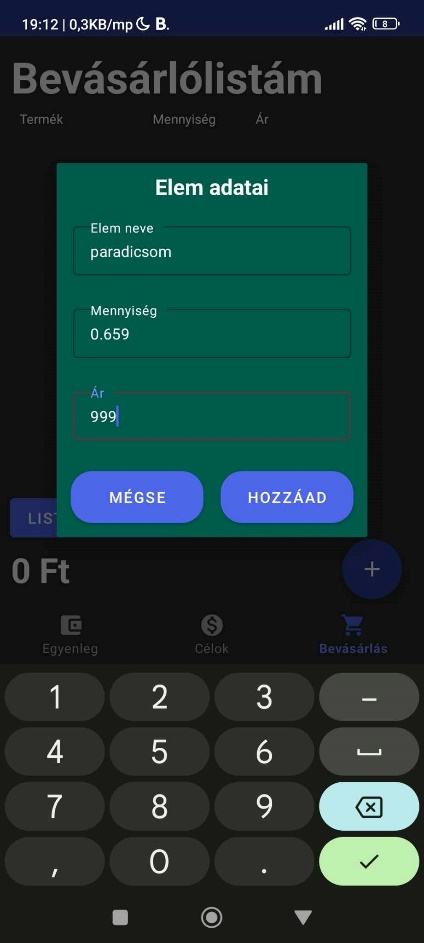 19:12 | 0,3KB/mp B. 8
Bevásárlólistám
Termék Mennyiség Ár
Elem adatai
Elem neve
paradicsom
Mennyiség
0.659
Ár
999
MÉGSE HOZZÁAD
LIST
0 Ft +
Egyenleg Célok Bevásárlás
1 2 3 –
4 5 6
7 8 9
, 0 .